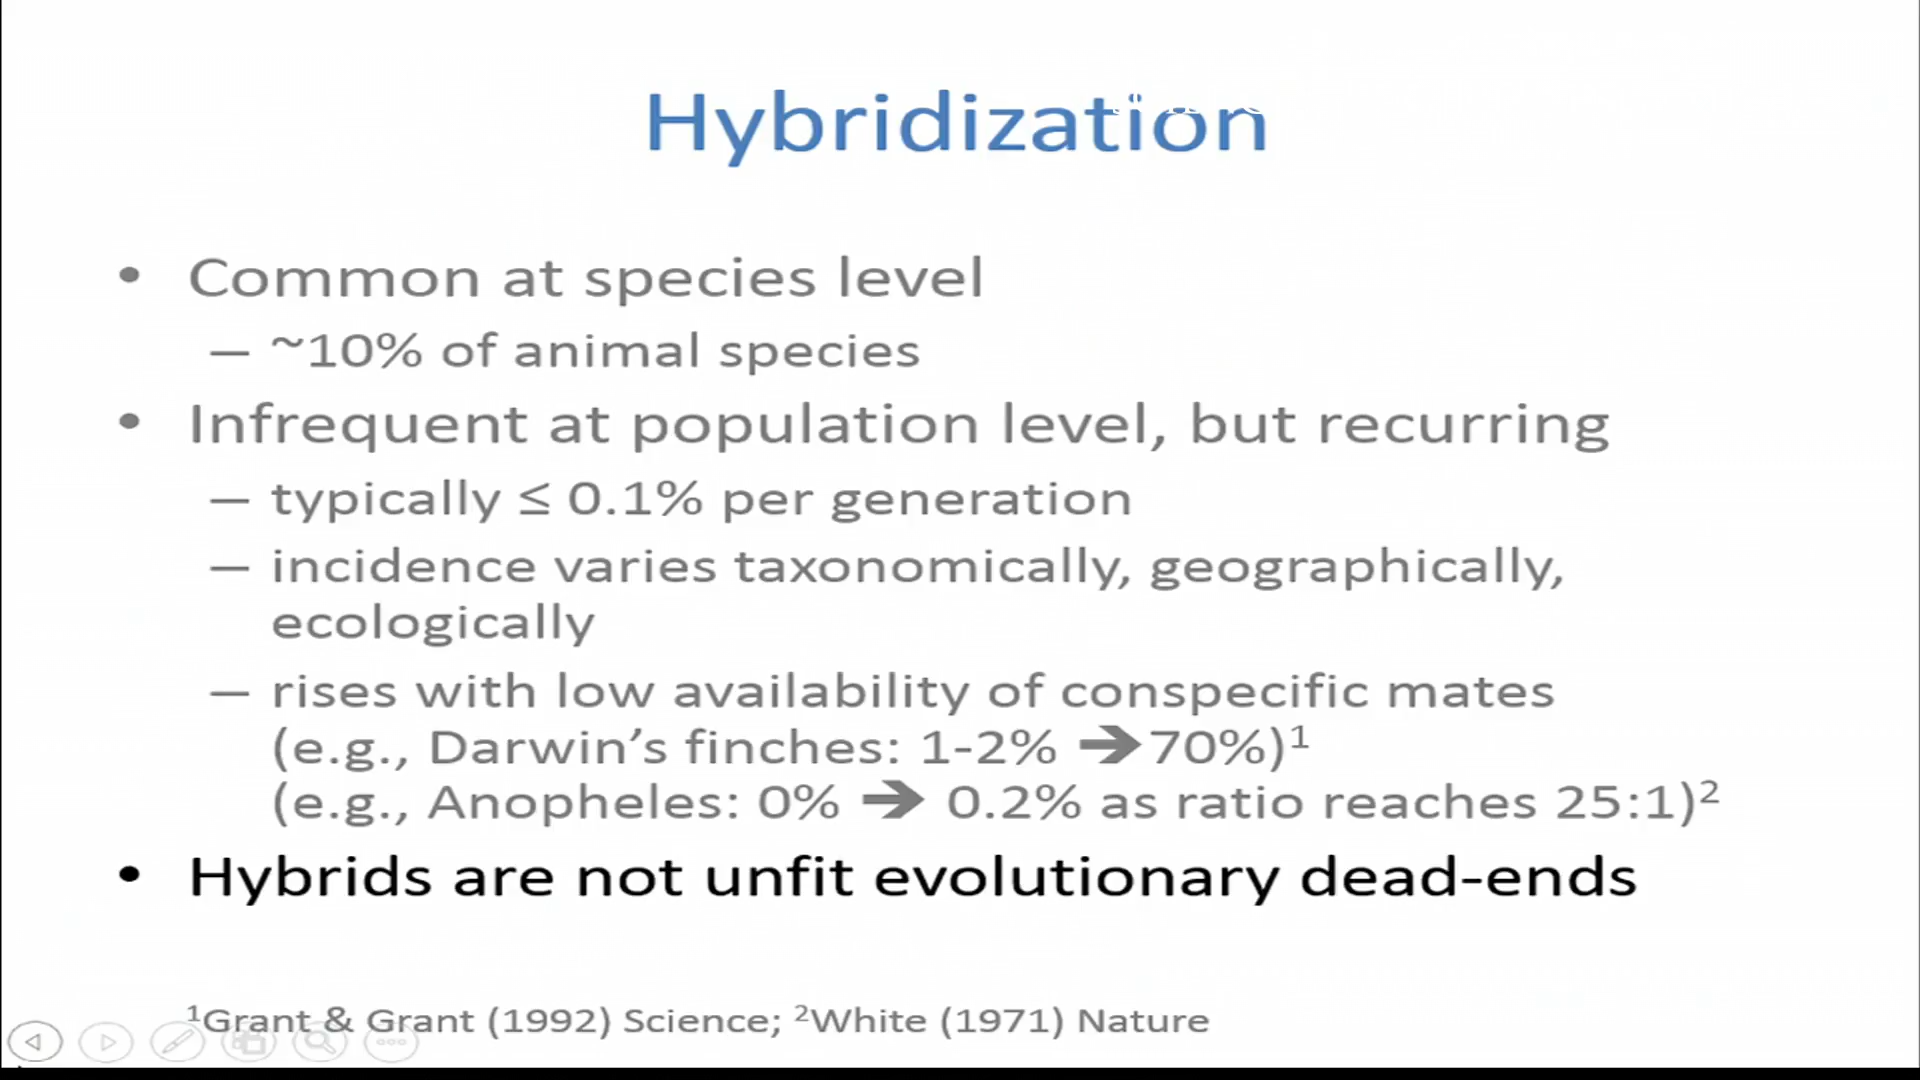 Hybridization
• Common at species level
– ~10% of animal species
• Infrequent at population level, but recurring
– typically ≤ 0.1% per generation
– incidence varies taxonomically, geographically,
ecologically
– rises with low availability of conspecific mates
(e.g., Darwin’s finches: 1-2% ➔70%)¹
(e.g., Anopheles: 0% ➔ 0.2% as ratio reaches 25:1)²
• Hybrids are not unfit evolutionary dead-ends
¹Grant & Grant (1992) Science; ²White (1971) Nature